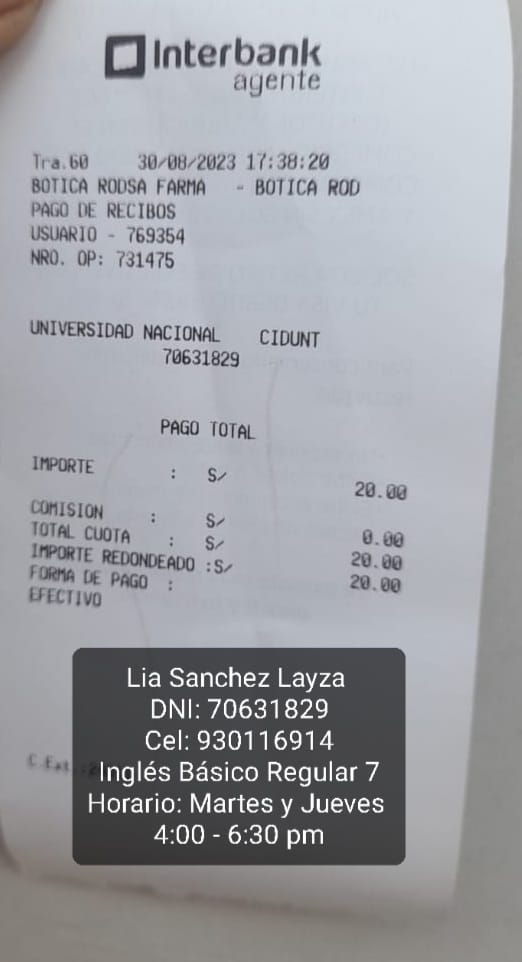 Interbank
agente
Tra.60 30/08/2023 17:38:20
BOTICA RODSA FARMA - BOTICA ROD
PAGO DE RECIBOS
USUARIO - 769354
NRO. OP: 731475
UNIVERSIDAD NACIONAL CIDUNT
70631829
PAGO TOTAL
IMPORTE : S/ 20.00
COMISION : S/ 0.00
TOTAL CUOTA : S/ 20.00
IMPORTE REDONDEADO :S/ 20.00
FORMA DE PAGO :
EFECTIVO
Lia Sanchez Layza
DNI: 70631829
Cel: 930116914
C.Ext.:
Inglés Básico Regular 7
Horario: Martes y Jueves
4:00 - 6:30 pm